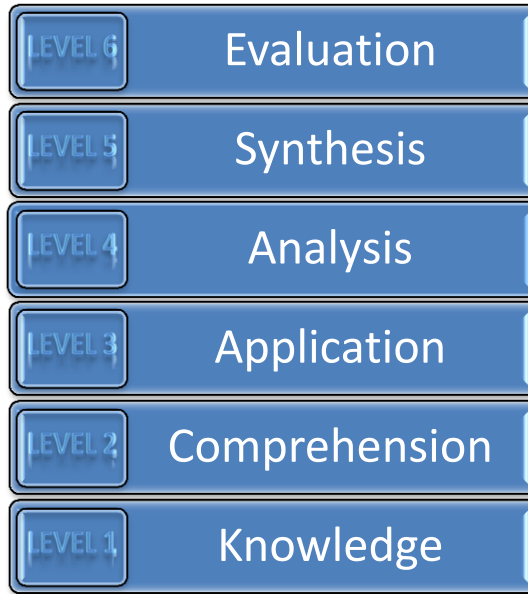 LEVEL 6 Evaluation
LEVEL 5 Synthesis
LEVEL 4 Analysis
LEVEL 3 Application
LEVEL 2 Comprehension
LEVEL 1 Knowledge